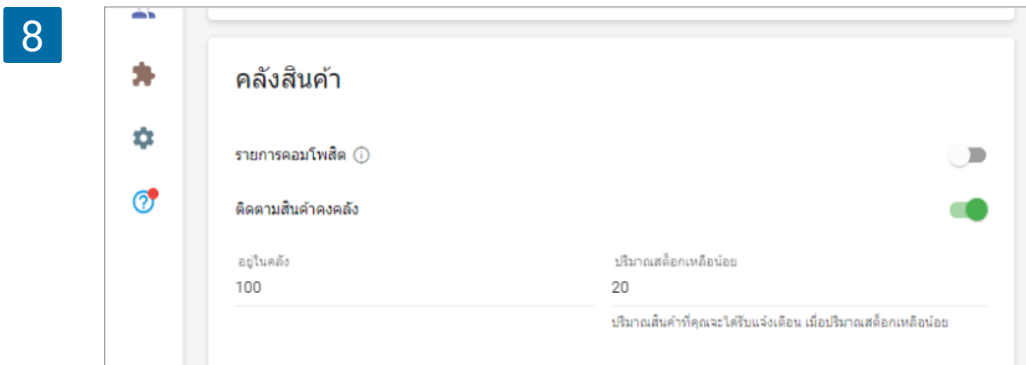 8
คลังสินค้า
รายการคอมโพสิต
ติดตามสินค้าคงคลัง
อยู่ในคลัง
ปริมาณสต็อกเหลือน้อย
100
20
ปริมาณสินค้าที่คุณจะได้รับแจ้งเตือน เมื่อปริมาณสต็อกเหลือน้อย